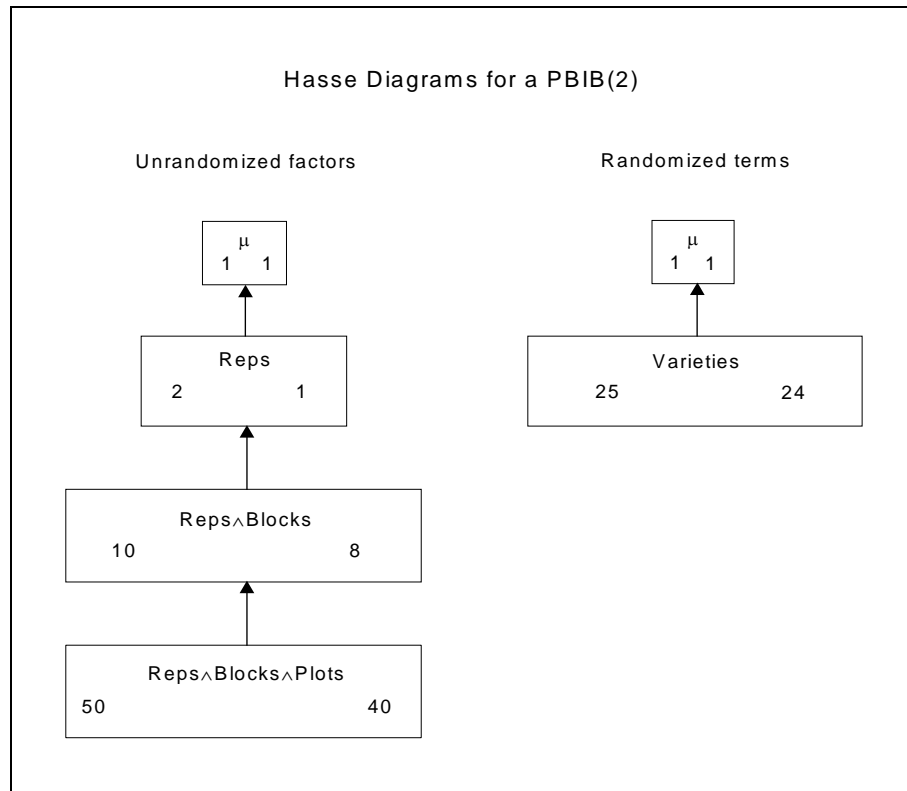 Hasse Diagrams for a PBIB(2)
Unrandomized factors
μ
1 1
Reps
2 1
Reps∧Blocks
10 8
Reps∧Blocks∧Plots
50 40
Randomized terms
μ
1 1
Varieties
25 24